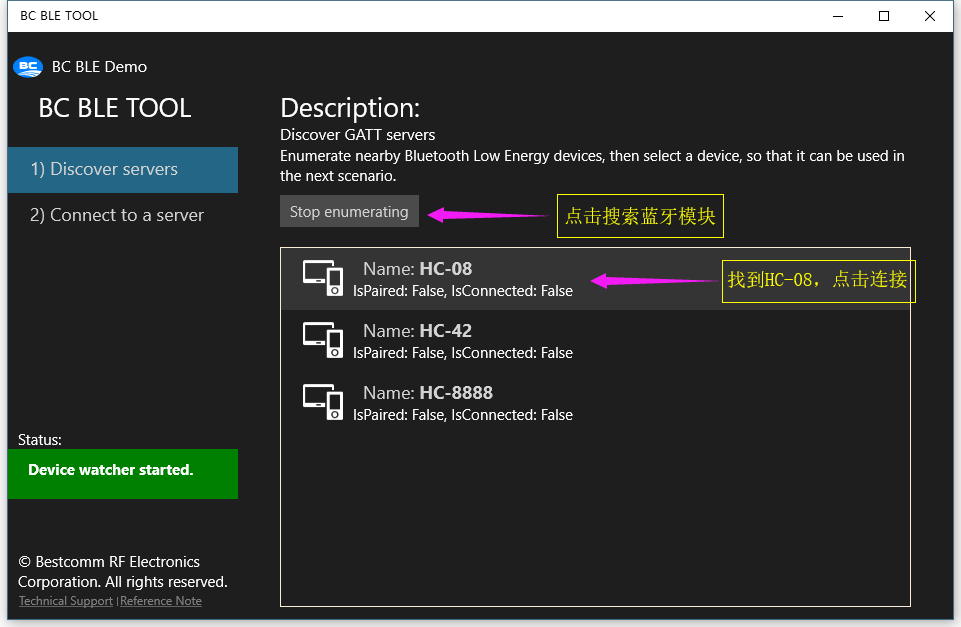 BC BLE TOOL
BC
BC BLE Demo
BC BLE TOOL
1) Discover servers
2) Connect to a server
Description:
Discover GATT servers
Enumerate nearby Bluetooth Low Energy devices, then select a device, so that it can be used in
the next scenario.
Stop enumerating
点击搜索蓝牙模块
Name: HC-08
IsPaired: False, IsConnected: False
找到HC-08，点击连接
Name: HC-42
IsPaired: False, IsConnected: False
Name: HC-8888
IsPaired: False, IsConnected: False
Status:
Device watcher started.
© Bestcomm RF Electronics
Corporation. All rights reserved.
Technical Support | Reference Note